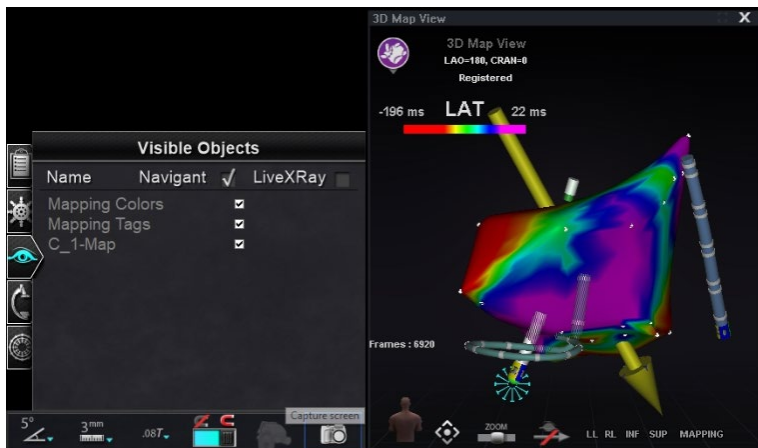 3D Map View
X
3D Map View
LAO=180, CRAN=0
Registered
-196 ms LAT 22 ms
Visible Objects
Name Navigant LiveXRay
Mapping Colors
Mapping Tags
C_1-Map
Frames : 6920
Capture screen
5° 3mm .08T
ZOOM
LL RL INF SUP MAPPING